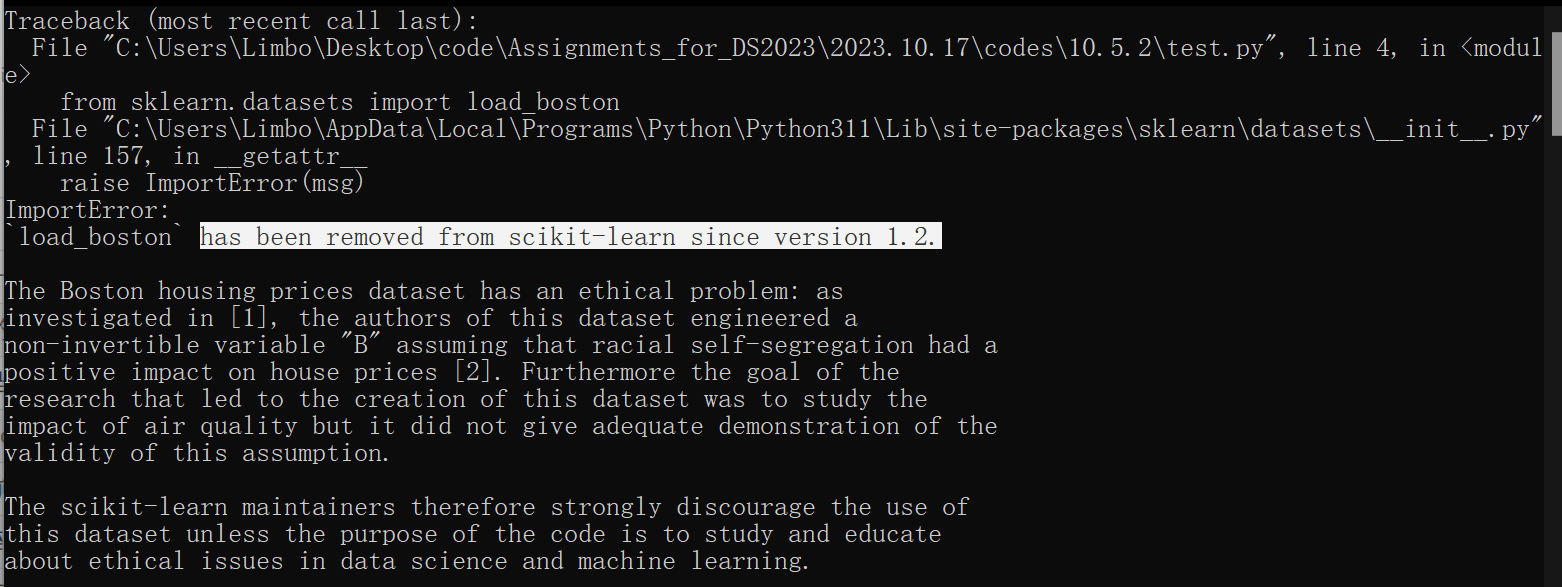 Traceback (most recent call last):
  File "C:\Users\Limbo\Desktop\code\Assignments_for_DS2023\2023.10.17\codes\10.5.2\test.py", line 4, in <modul
e>
    from sklearn.datasets import load_boston
  File "C:\Users\Limbo\AppData\Local\Programs\Python\Python311\Lib\site-packages\sklearn\datasets\__init__.py"
, line 157, in __getattr__
    raise ImportError(msg)
ImportError:
`load_boston` has been removed from scikit-learn since version 1.2.

The Boston housing prices dataset has an ethical problem: as
investigated in [1], the authors of this dataset engineered a
non-invertible variable "B" assuming that racial self-segregation had a
positive impact on house prices [2]. Furthermore the goal of the
research that led to the creation of this dataset was to study the
impact of air quality but it did not give adequate demonstration of the
validity of this assumption.

The scikit-learn maintainers therefore strongly discourage the use of
this dataset unless the purpose of the code is to study and educate
about ethical issues in data science and machine learning.